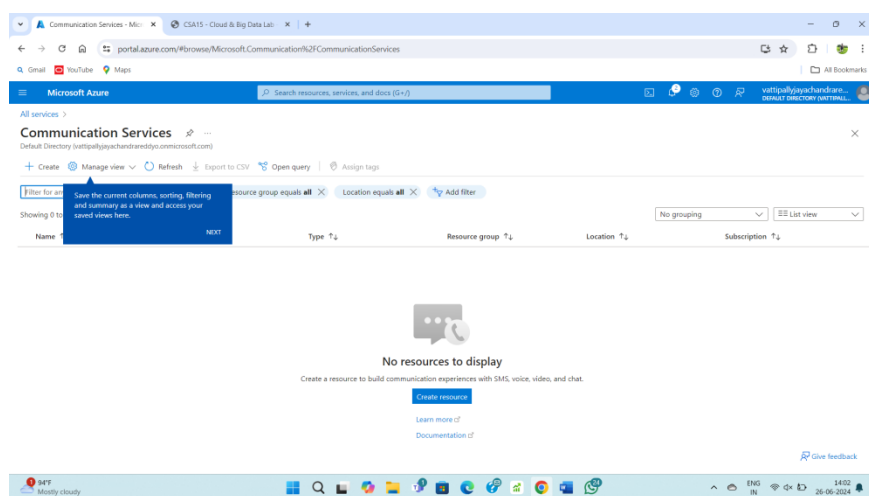 Communication Services - Micr
CSA15 - Cloud & Big Data Lab
portal.azure.com/#browse/Microsoft.Communication%2FCommunicationServices
Gmail YouTube Maps All Bookmarks
Microsoft Azure Search resources, services, and docs (G+/) vattipallyjayachandrare...
DEFAULT DIRECTORY (VATTIPALL...
All services >
Communication Services ...
Default Directory (vattipallyjayachandrareddyo.onmicrosoft.com)
+ Create Manage view Refresh Export to CSV Open query Assign tags
Filter for an esource group equals all Location equals all Add filter
Save the current columns, sorting, filtering
and summary as a view and access your
saved views here.
NEXT
Showing 0 to No grouping List view
Name Type Resource group Location Subscription
No resources to display
Create a resource to build communication experiences with SMS, voice, video, and chat.
Create resource
Learn more
Documentation
Give feedback
94°F
Mostly cloudy
ENG
IN
14:02
26-06-2024